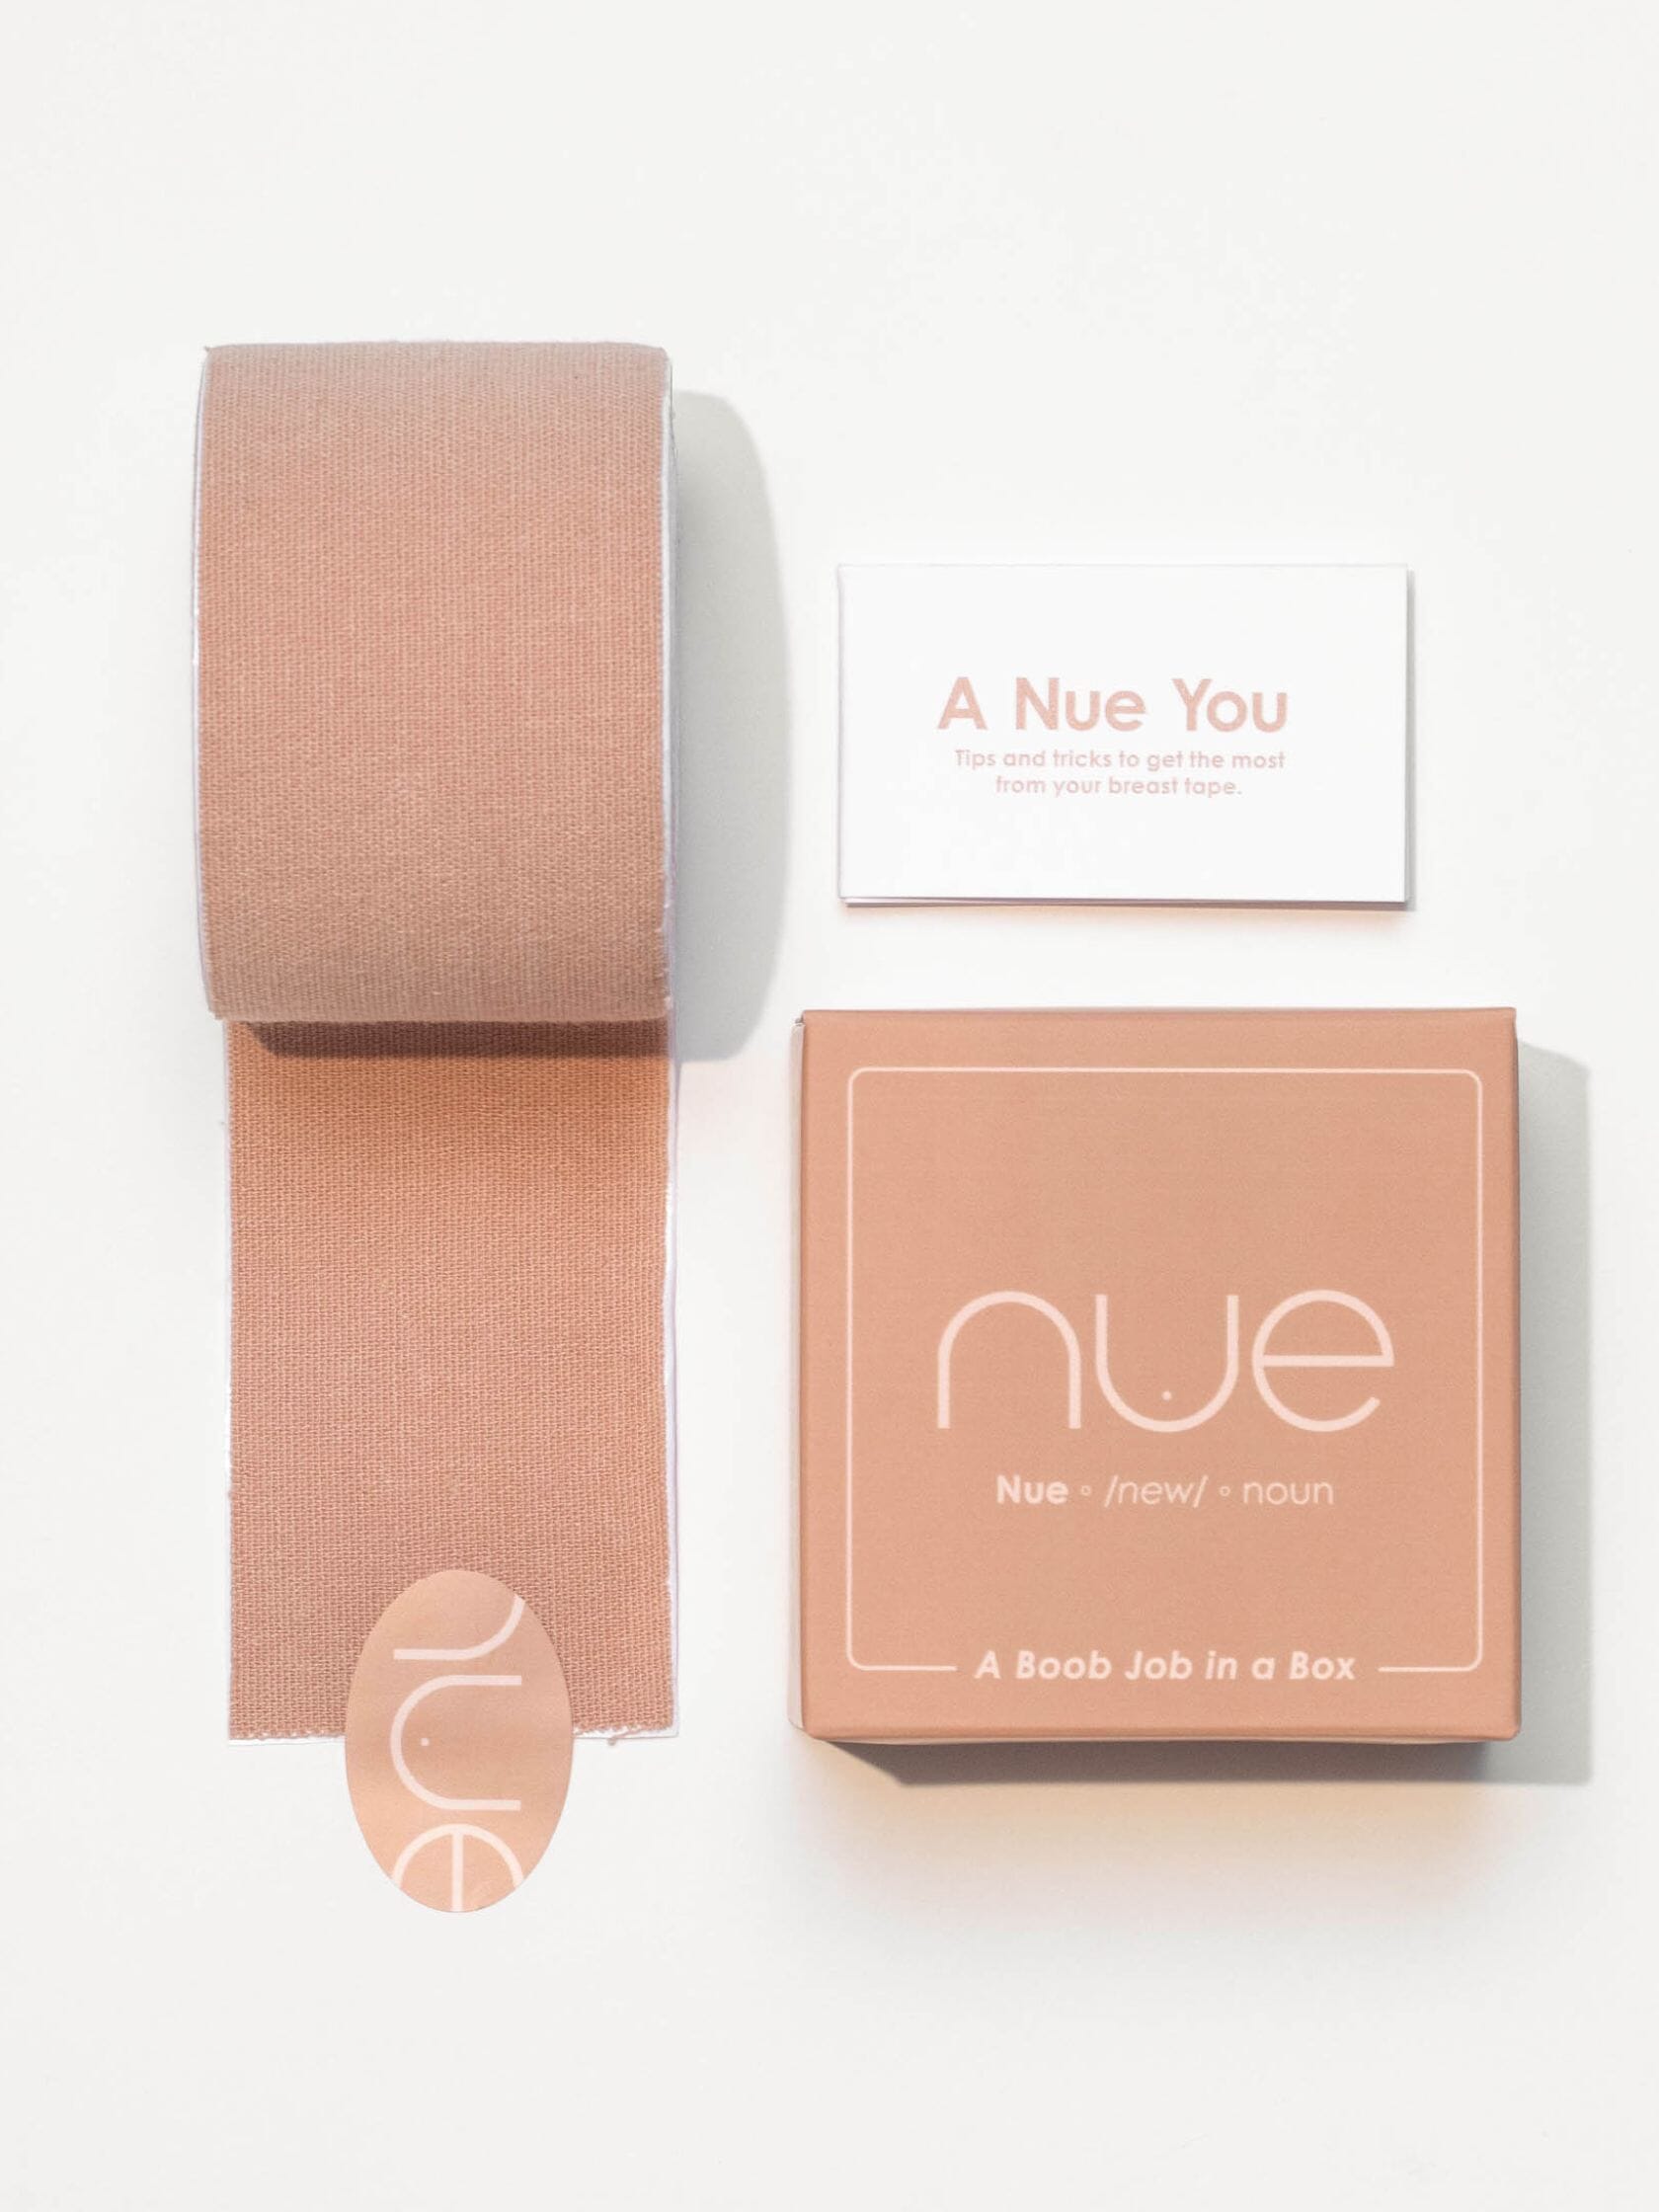 A Nue You
Tips and tricks to get the most
from your breast tape.
nue
Nue ◦ /new/ ◦ noun
A Boob Job in a Box
nue